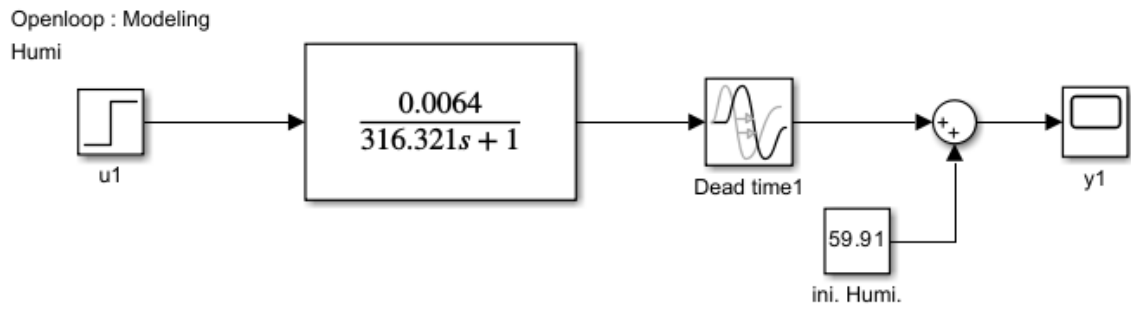 Openloop : Modeling
Humi
u1
0.0064
316.321s + 1
Dead time1
+
+
59.91
ini. Humi.
y1